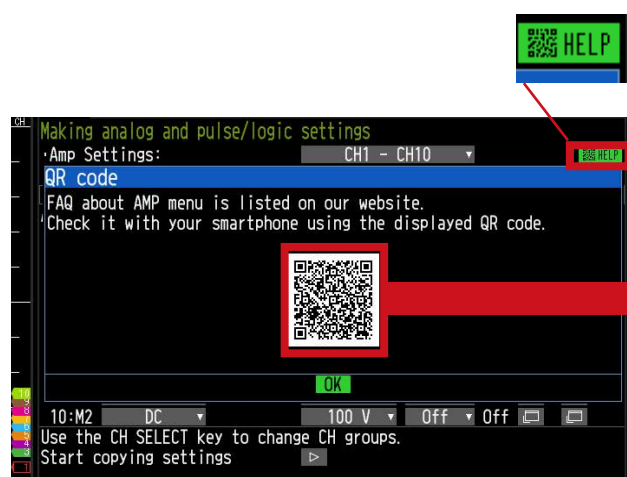 HELP
CH
Making analog and pulse/logic settings
·Amp Settings: CH1 - CH10
HELP
QR code
FAQ about AMP menu is listed on our website.
Check it with your smartphone using the displayed QR code.
OK
10:M2 DC 100 V Off Off
Use the CH SELECT key to change CH groups.
Start copying settings
10
1